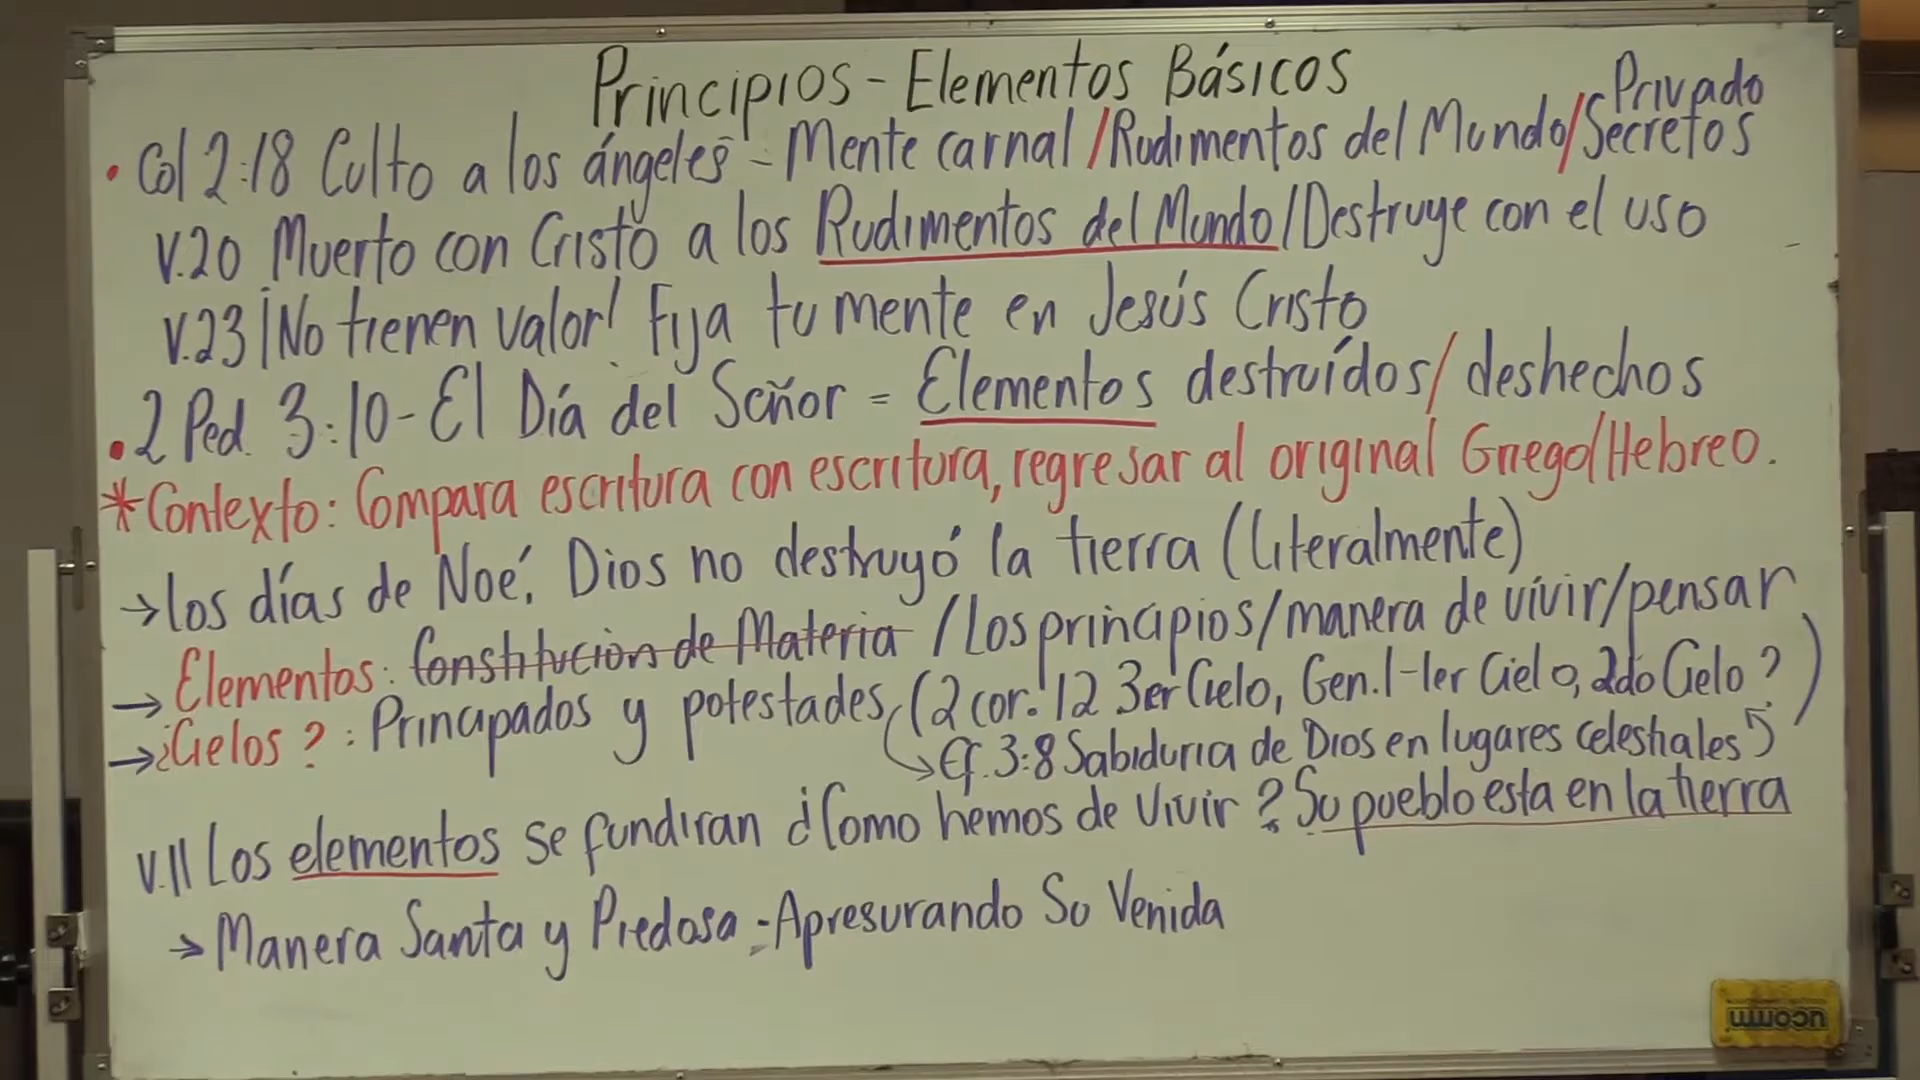 Principios - Elementos Básicos
Privado
• Col 2:18 Culto a los ángeles - Mente carnal /Rudimentos del Mundo/Secretos
V.20 Muerto con Cristo a los Rudimentos del Mundo/Destruye con el uso
V.23 ¡No tienen valor! Fija tu mente en Jesús Cristo
• 2 Ped. 3:10 - El Día del Señor = Elementos destruídos/deshechos
* Contexto: Compara escritura con escritura, regresar al original Griego/Hebreo.
→ los días de Noé: Dios no destruyó la tierra (Literalmente)
→ Elementos: Constitución de Materia /Los principios/manera de vivir/pensar
→ ¿Cielos?: Principados y potestades (2 cor. 12 3er Cielo, Gen.1-1er Cielo, 2do Cielo?)
↳ Ef. 3:8 Sabiduria de Dios en lugares celestiales
V.11 Los elementos se fundiran ¿Como hemos de vivir? Su pueblo esta en la tierra
→ Manera Santa y Piedosa - Apresurando Su Venida
ucomm